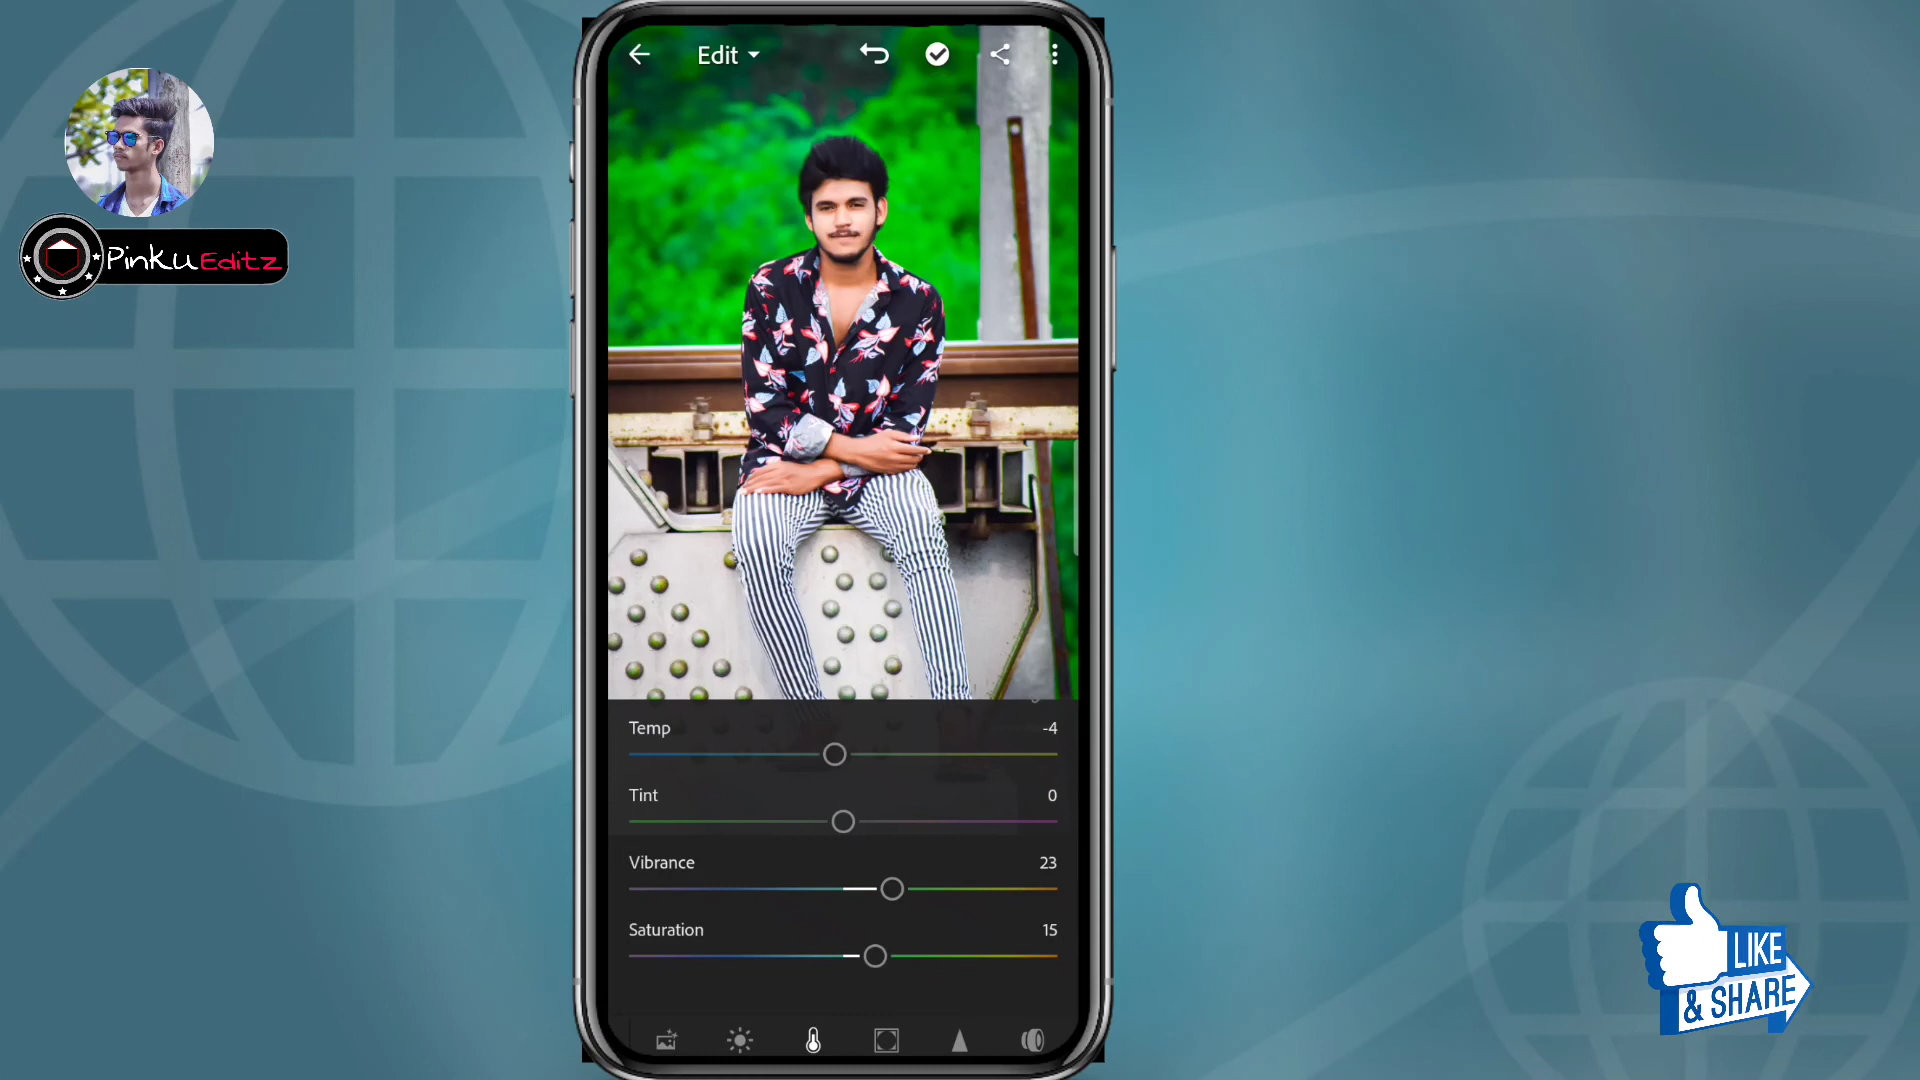 Edit
PinKUEditz
Temp -4
Tint 0
Vibrance 23
Saturation 15
LIKE
& SHARE